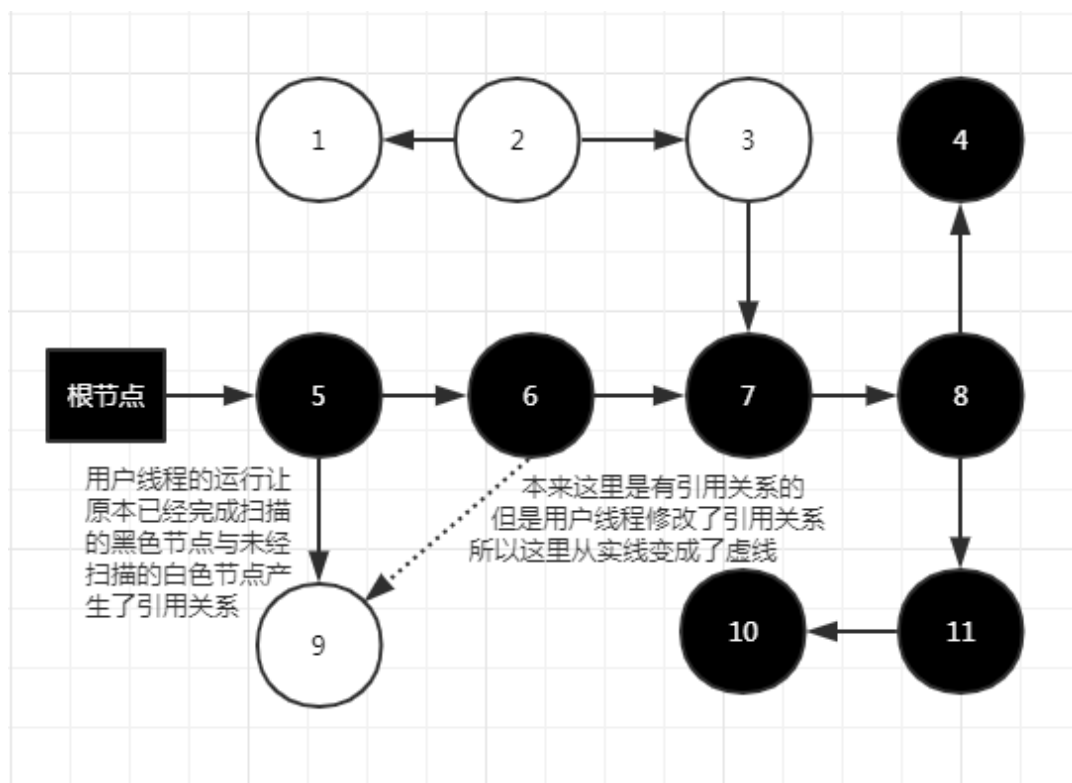 1
2
3
4
根节点
5
6
7
8
用户线程的运行让
原本已经完成扫描
的黑色节点与未经
扫描的白色节点产
生了引用关系
本来这里是有引用关系的
但是用户线程修改了引用关系
所以这里从实线变成了虚线
9
10
11